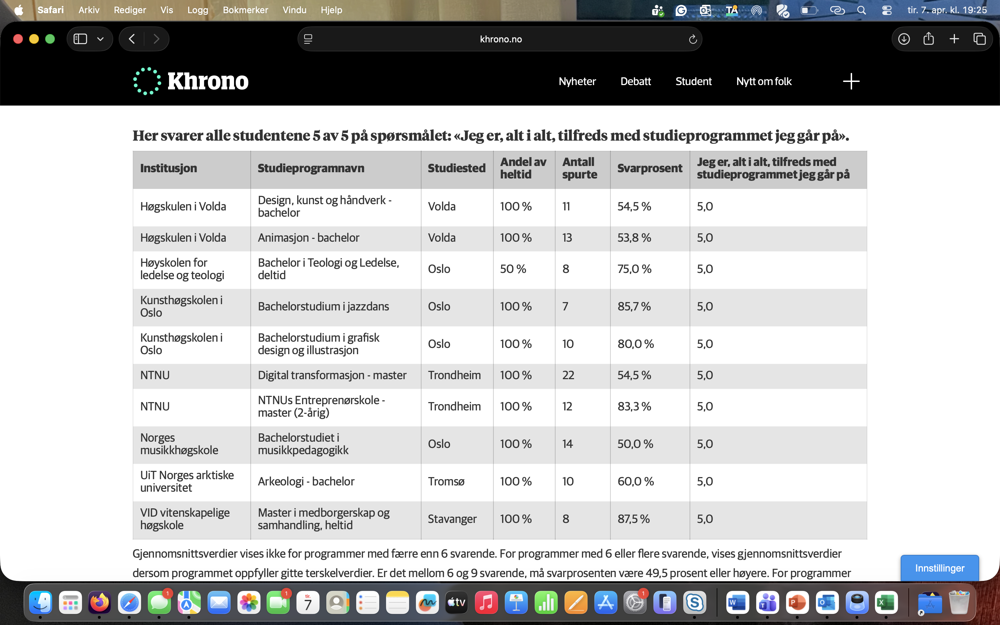 Safari Arkiv Rediger Vis Logg Bokmerker Vindu Hjelp tir. 7. apr. kl. 19:25
khrono.no
Khrono Nyheter Debatt Student Nytt om folk
Her svarer alle studentene 5 av 5 på spørsmålet: «Jeg er, alt i alt, tilfreds med studieprogrammet jeg går på».
Institusjon Studieprogramnavn Studiested Andel av heltid Antall spurte Svarprosent Jeg er, alt i alt, tilfreds med studieprogrammet jeg går på
Høgskulen i Volda Design, kunst og håndverk - bachelor Volda 100 % 11 54,5 % 5,0
Høgskulen i Volda Animasjon - bachelor Volda 100 % 13 53,8 % 5,0
Høyskolen for ledelse og teologi Bachelor i Teologi og Ledelse, deltid Oslo 50 % 8 75,0 % 5,0
Kunsthøgskolen i Oslo Bachelorstudium i jazzdans Oslo 100 % 7 85,7 % 5,0
Kunsthøgskolen i Oslo Bachelorstudium i grafisk design og illustrasjon Oslo 100 % 10 80,0 % 5,0
NTNU Digital transformasjon - master Trondheim 100 % 22 54,5 % 5,0
NTNU NTNUs Entreprenørskole - master (2-årig) Trondheim 100 % 12 83,3 % 5,0
Norges musikkhøgskole Bachelorstudiet i musikkpedagogikk Oslo 100 % 14 50,0 % 5,0
UiT Norges arktiske universitet Arkeologi - bachelor Tromsø 100 % 10 60,0 % 5,0
VID vitenskapelige høgskole Master i medborgerskap og samhandling, heltid Stavanger 100 % 8 87,5 % 5,0
Gjennomsnittsverdier vises ikke for programmer med færre enn 6 svarende. For programmer med 6 eller flere svarende, vises gjennomsnittsverdier
dersom programmet oppfyller gitte terskelverdier. Er det mellom 6 og 9 svarende, må svarprosenten være 49,5 prosent eller høyere. For programmer
Innstillinger
1 1 tir. 7 tv 1 S W T P O X